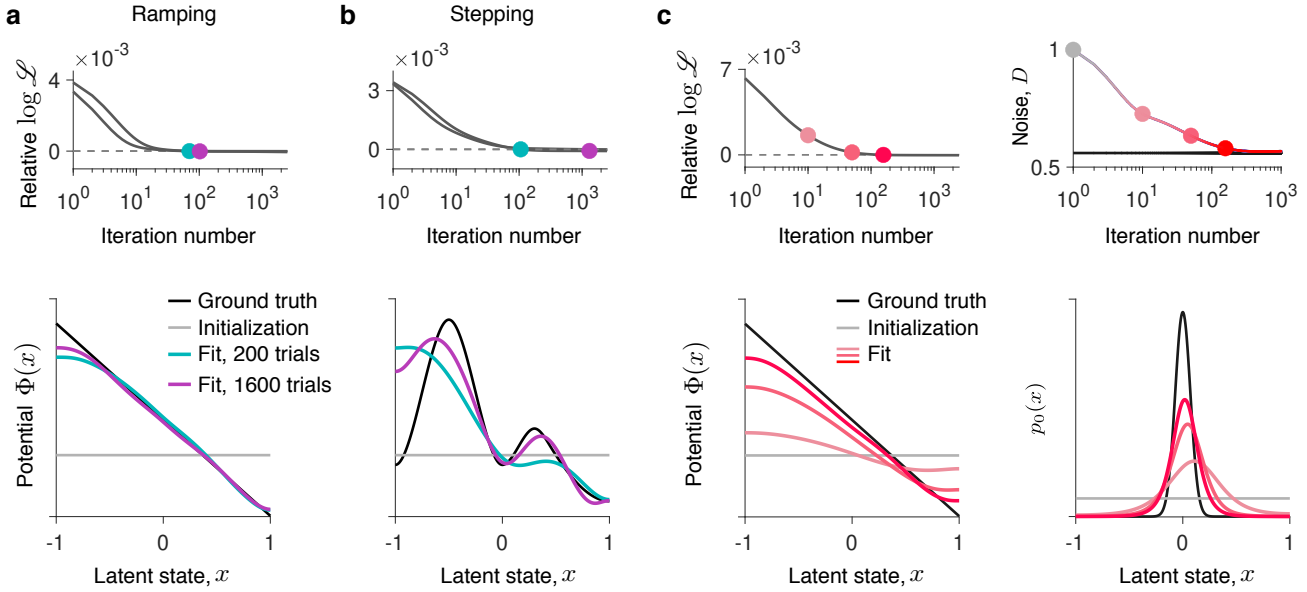 a
Ramping
×10⁻³
Relative log ℒ
4
0
10⁰ 10¹ 10² 10³
Iteration number
b
Stepping
×10⁻³
3
0
10⁰ 10¹ 10² 10³
Iteration number
c
×10⁻³
Relative log ℒ
7
0
10⁰ 10¹ 10² 10³
Iteration number
Noise, D
1
0.5
10⁰ 10¹ 10² 10³
Iteration number
Potential Φ(x)
Ground truth
Initialization
Fit, 200 trials
Fit, 1600 trials
-1 0 1
Latent state, x
-1 0 1
Latent state, x
Potential Φ(x)
Ground truth
Initialization
Fit
-1 0 1
Latent state, x
p₀(x)
-1 0 1
Latent state, x